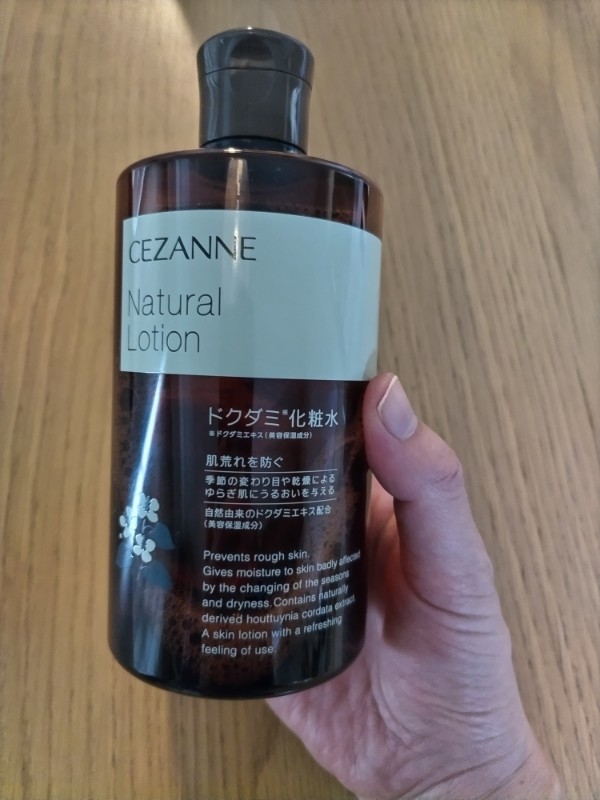 CEZANNE
Natural
Lotion
ドクダミ※化粧水
※ドクダミエキス(美容保湿成分)
肌荒れを防ぐ
季節の変わり目や乾燥による
ゆらぎ肌にうるおいを与える
自然由来のドクダミエキス配合
(美容保湿成分)
Prevents rough skin.
Gives moisture to skin badly affected
by the changing of the seasons
and dryness.Contains naturally
derived houttuynia cordata extract.
A skin lotion with a refreshing
feeling of use.